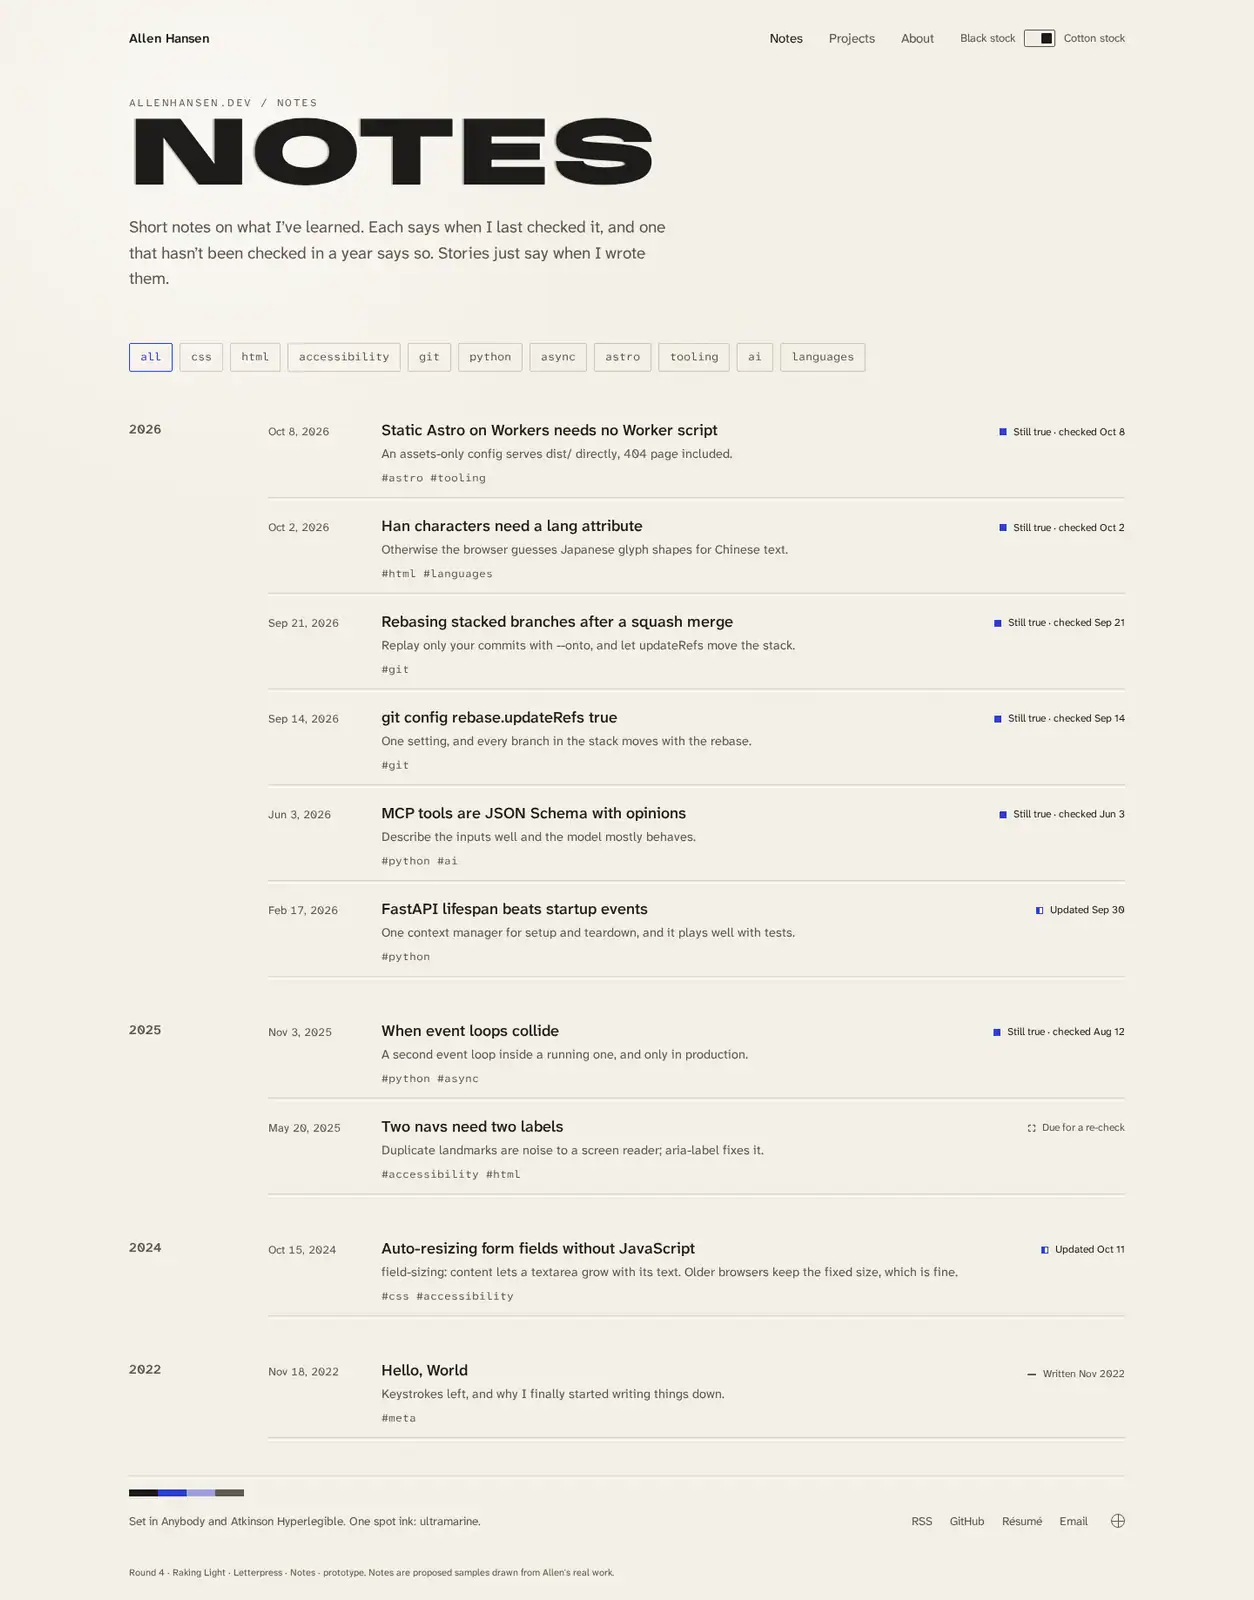 Allen Hansen
Notes Projects About Black stock Cotton stock
ALLENHANSEN.DEV / NOTES
NOTES
Short notes on what I’ve learned. Each says when I last checked it, and one
that hasn’t been checked in a year says so. Stories just say when I wrote
them.
all css html accessibility git python async astro tooling ai languages
2026
Oct 8, 2026 Static Astro on Workers needs no Worker script Still true · checked Oct 8
An assets-only config serves dist/ directly, 404 page included.
#astro #tooling
Oct 2, 2026 Han characters need a lang attribute Still true · checked Oct 2
Otherwise the browser guesses Japanese glyph shapes for Chinese text.
#html #languages
Sep 21, 2026 Rebasing stacked branches after a squash merge Still true · checked Sep 21
Replay only your commits with --onto, and let updateRefs move the stack.
#git
Sep 14, 2026 git config rebase.updateRefs true Still true · checked Sep 14
One setting, and every branch in the stack moves with the rebase.
#git
Jun 3, 2026 MCP tools are JSON Schema with opinions Still true · checked Jun 3
Describe the inputs well and the model mostly behaves.
#python #ai
Feb 17, 2026 FastAPI lifespan beats startup events Updated Sep 30
One context manager for setup and teardown, and it plays well with tests.
#python
2025
Nov 3, 2025 When event loops collide Still true · checked Aug 12
A second event loop inside a running one, and only in production.
#python #async
May 20, 2025 Two navs need two labels Due for a re-check
Duplicate landmarks are noise to a screen reader; aria-label fixes it.
#accessibility #html
2024
Oct 15, 2024 Auto-resizing form fields without JavaScript Updated Oct 11
field-sizing: content lets a textarea grow with its text. Older browsers keep the fixed size, which is fine.
#css #accessibility
2022
Nov 18, 2022 Hello, World Written Nov 2022
Keystrokes left, and why I finally started writing things down.
#meta
Set in Anybody and Atkinson Hyperlegible. One spot ink: ultramarine.
RSS GitHub Résumé Email
Round 4 · Raking Light · Letterpress · Notes · prototype. Notes are proposed samples drawn from Allen's real work.